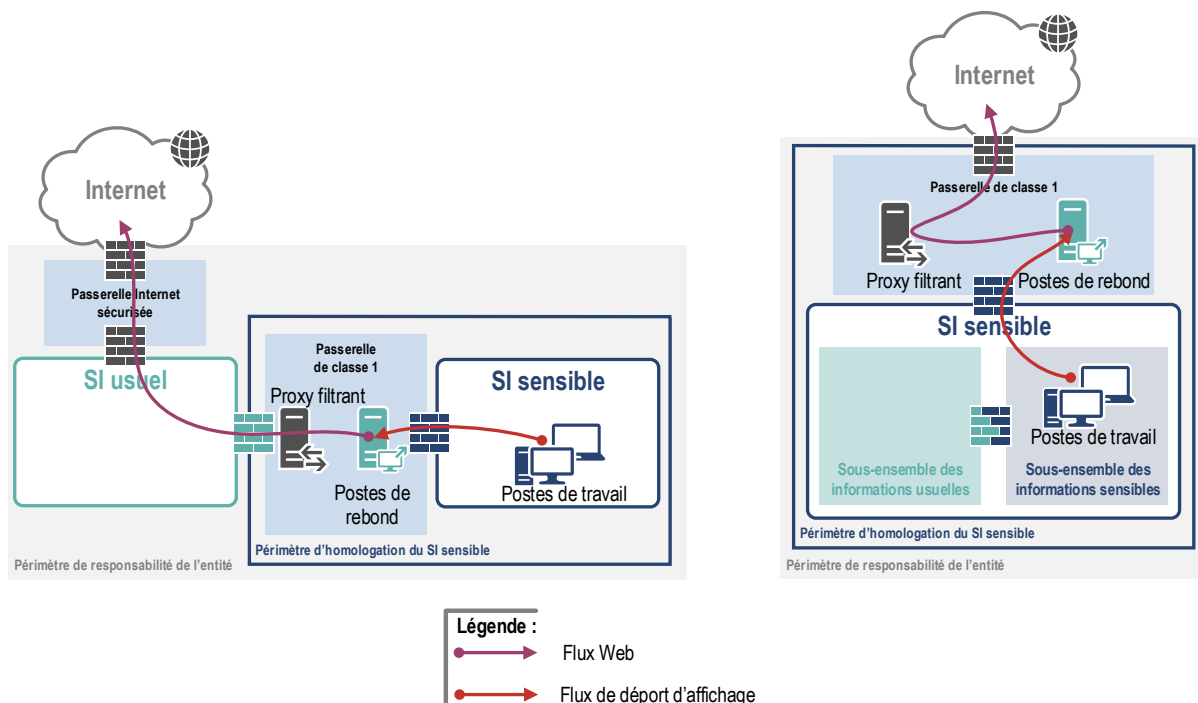 Internet
Passerelle Internet
sécurisée
SI usuel
Passerelle
de classe 1
Proxy filtrant
Postes de
rebond
SI sensible
Postes de travail
Périmètre d'homologation du SI sensible
Périmètre de responsabilité de l'entité
Internet
Passerelle de classe 1
Proxy filtrant
Postes de rebond
SI sensible
Postes de travail
Sous-ensemble des
informations usuelles
Sous-ensemble des
informations sensibles
Périmètre d'homologation du SI sensible
Périmètre de responsabilité de l'entité
Légende :
Flux Web
Flux de déport d'affichage